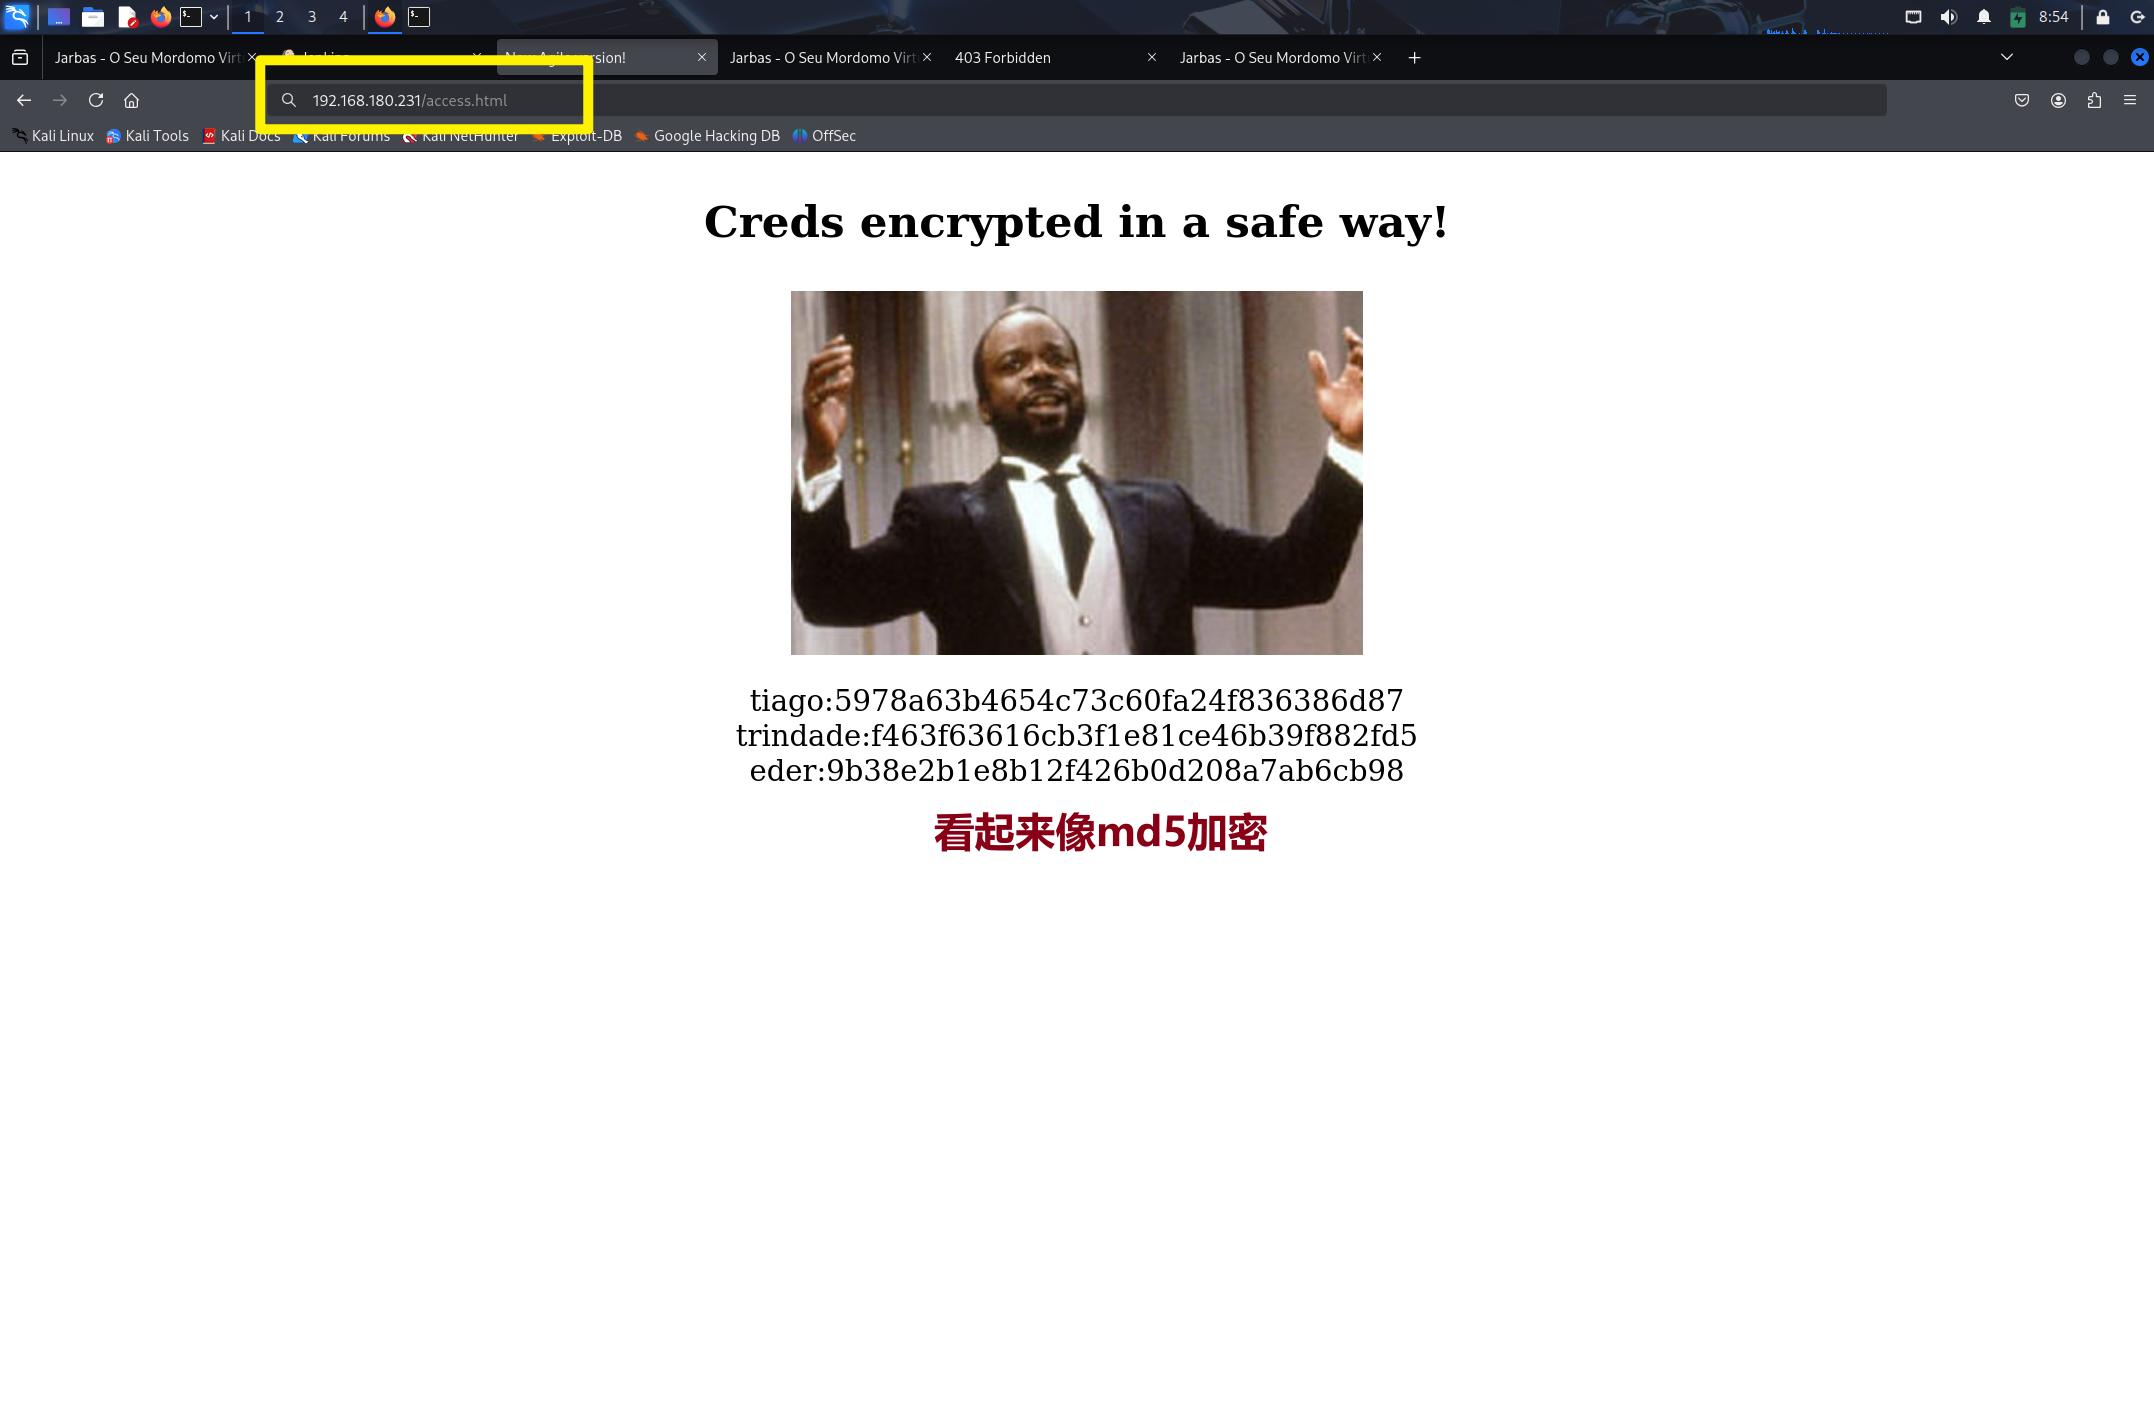 1 2 3 4
8:54
Jarbas - O Seu Mordomo Virt
New Agile version!
Jarbas - O Seu Mordomo Virt
403 Forbidden
Jarbas - O Seu Mordomo Virt
192.168.180.231/access.html
Kali Linux Kali Tools Kali Docs Kali Forums Kali NetHunter Exploit-DB Google Hacking DB OffSec
Creds encrypted in a safe way!
tiago:5978a63b4654c73c60fa24f836386d87
trindade:f463f63616cb3f1e81ce46b39f882fd5
eder:9b38e2b1e8b12f426b0d208a7ab6cb98
看起来像md5加密